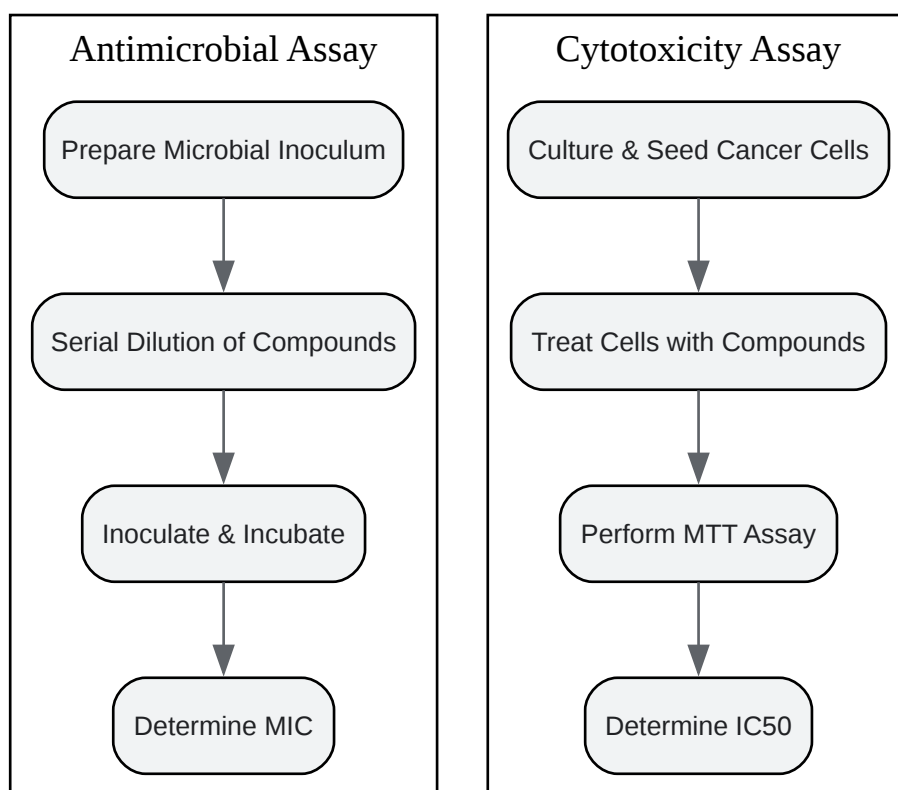 Antimicrobial Assay
Prepare Microbial Inoculum
Serial Dilution of Compounds
Inoculate & Incubate
Determine MIC
Cytotoxicity Assay
Culture & Seed Cancer Cells
Treat Cells with Compounds
Perform MTT Assay
Determine IC50